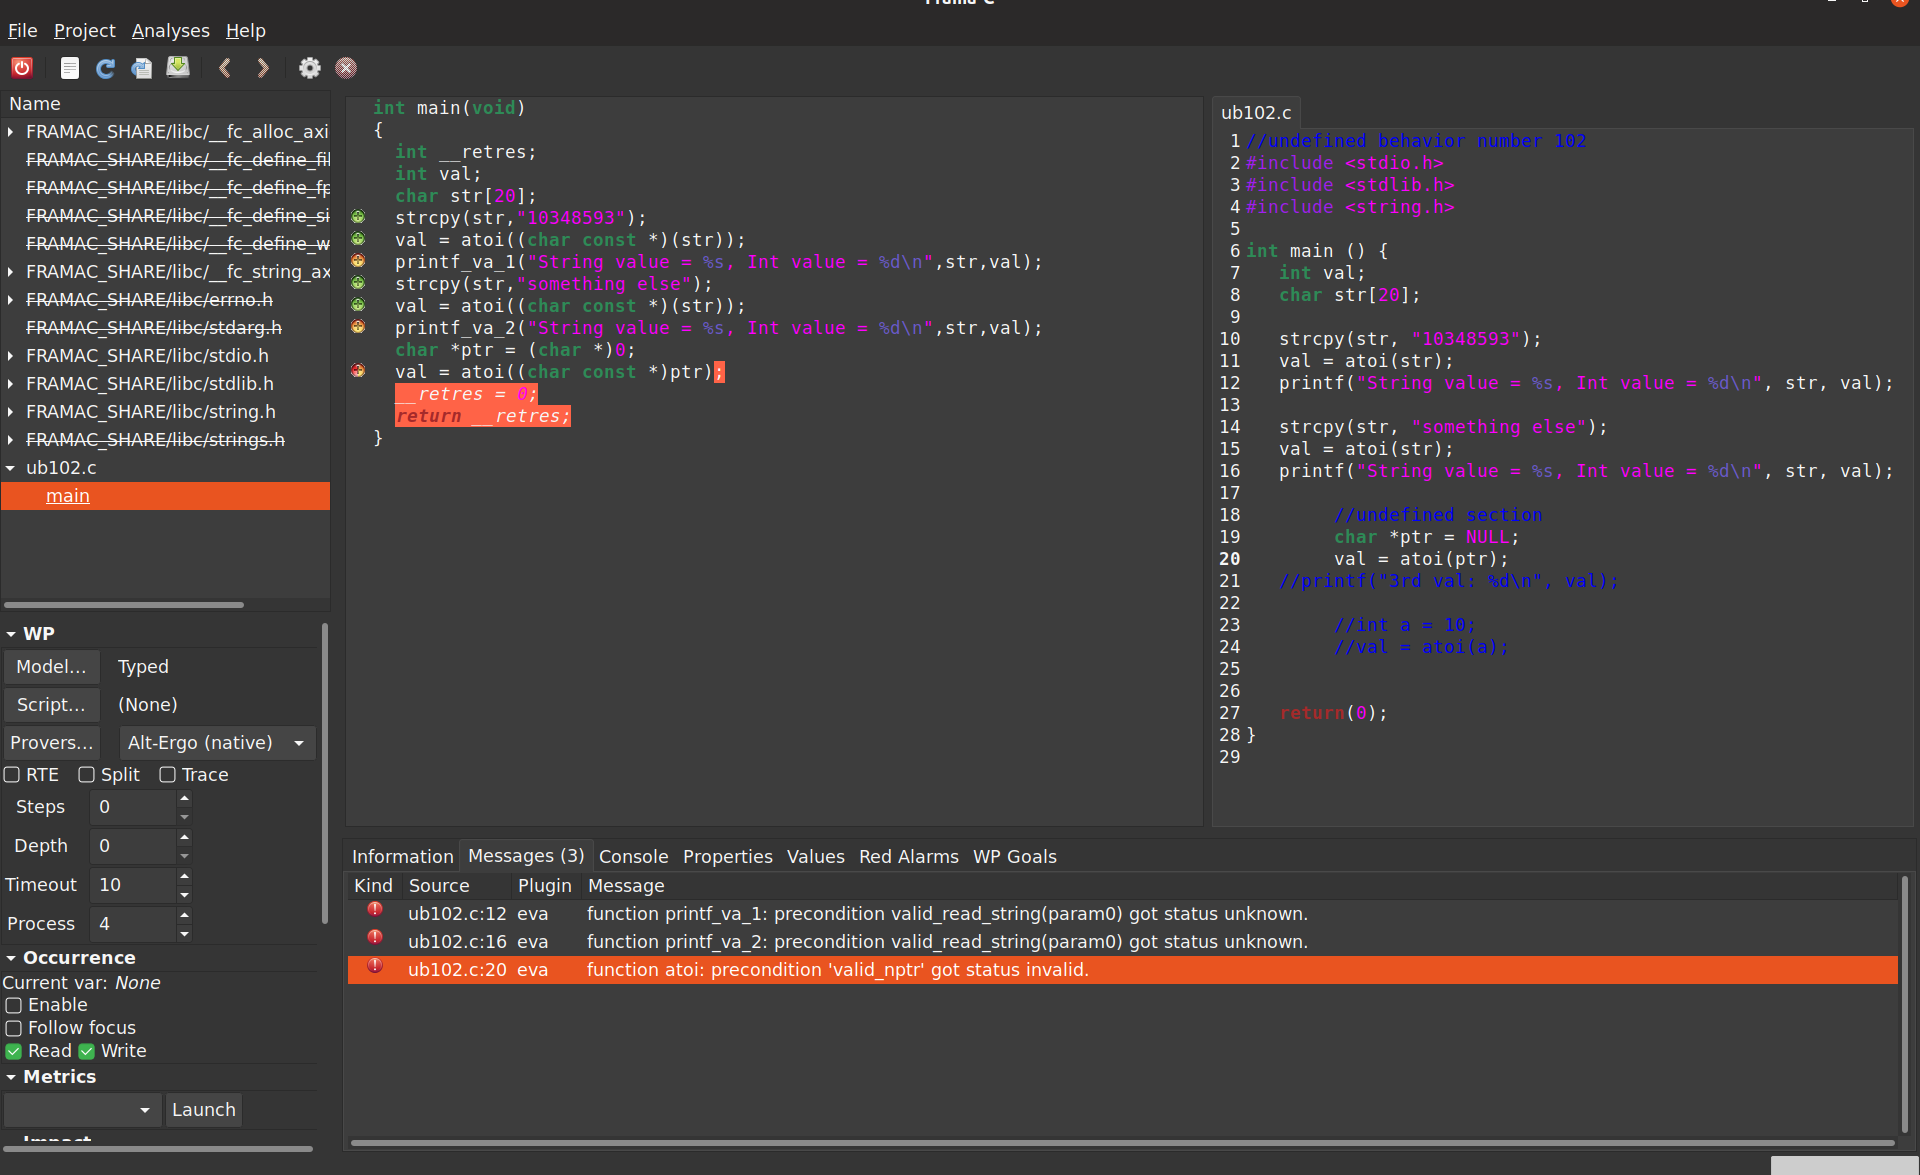 Frama-C
File Project Analyses Help
Name
FRAMAC_SHARE/libc/__fc_alloc_axi
FRAMAC_SHARE/libc/__fc_define_fil
FRAMAC_SHARE/libc/__fc_define_fp
FRAMAC_SHARE/libc/__fc_define_si
FRAMAC_SHARE/libc/__fc_define_w
FRAMAC_SHARE/libc/__fc_string_ax
FRAMAC_SHARE/libc/errno.h
FRAMAC_SHARE/libc/stdarg.h
FRAMAC_SHARE/libc/stdio.h
FRAMAC_SHARE/libc/stdlib.h
FRAMAC_SHARE/libc/string.h
FRAMAC_SHARE/libc/strings.h
ub102.c
main
WP
Model... Typed
Script... (None)
Provers... Alt-Ergo (native)
RTE Split Trace
Steps 0
Depth 0
Timeout 10
Process 4
Occurrence
Current var: None
Enable
Follow focus
Read Write
Metrics
Launch
Impact
int main(void)
{
  int __retres;
  int val;
  char str[20];
  strcpy(str,"10348593");
  val = atoi((char const *)(str));
  printf_va_1("String value = %s, Int value = %d\n",str,val);
  strcpy(str,"something else");
  val = atoi((char const *)(str));
  printf_va_2("String value = %s, Int value = %d\n",str,val);
  char *ptr = (char *)0;
  val = atoi((char const *)ptr);
  __retres = 0;
  return __retres;
}
ub102.c
1 //undefined behavior number 102
2 #include <stdio.h>
3 #include <stdlib.h>
4 #include <string.h>
5
6 int main () {
7    int val;
8    char str[20];
9
10    strcpy(str, "10348593");
11    val = atoi(str);
12    printf("String value = %s, Int value = %d\n", str, val);
13
14    strcpy(str, "something else");
15    val = atoi(str);
16    printf("String value = %s, Int value = %d\n", str, val);
17
18         //undefined section
19         char *ptr = NULL;
20         val = atoi(ptr);
21    //printf("3rd val: %d\n", val);
22
23         //int a = 10;
24         //val = atoi(a);
25
26
27    return(0);
28 }
29
Information Messages (3) Console Properties Values Red Alarms WP Goals
Kind Source Plugin Message
ub102.c:12 eva function printf_va_1: precondition valid_read_string(param0) got status unknown.
ub102.c:16 eva function printf_va_2: precondition valid_read_string(param0) got status unknown.
ub102.c:20 eva function atoi: precondition 'valid_nptr' got status invalid.